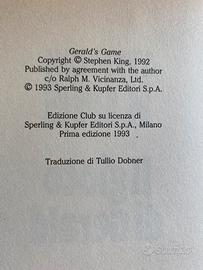 Gerald's Game
Copyright © Stephen King, 1992
Published by agreement with the author
c/o Ralph M. Vicinanza, Ltd.
© 1993 Sperling & Kupfer Editori S.p.A.
Edizione Club su licenza di
Sperling & Kupfer Editori S.p.A., Milano
Prima edizione 1993
Traduzione di Tullio Dobner
subito